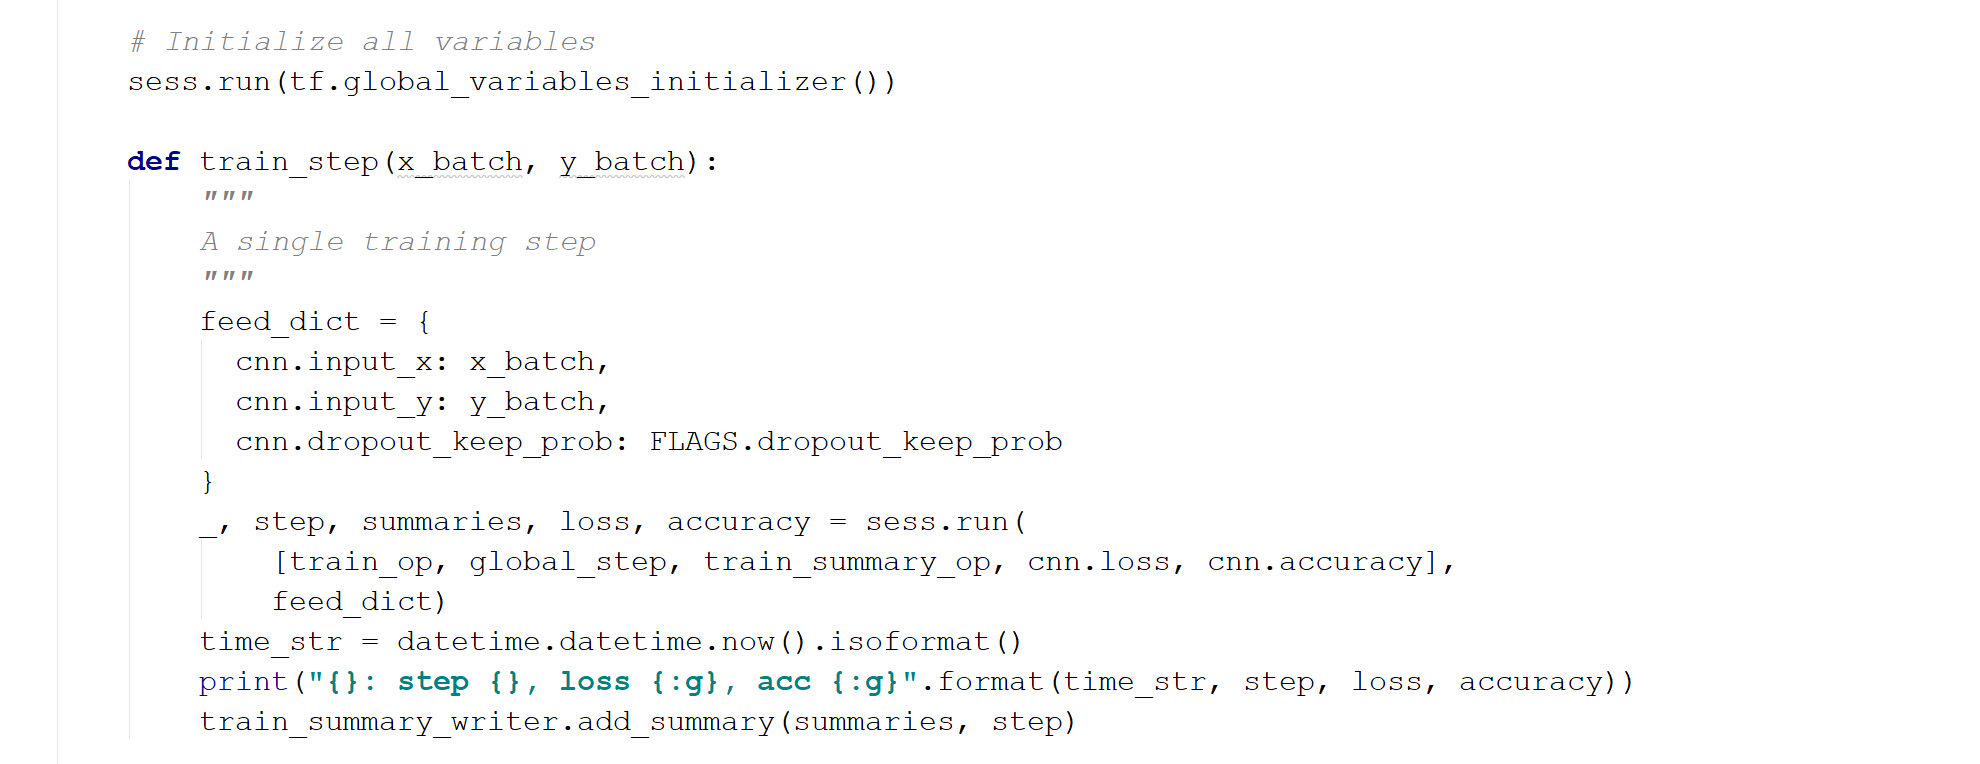 # Initialize all variables
sess.run(tf.global_variables_initializer())
def train_step(x_batch, y_batch):
"""
A single training step
"""
feed_dict = {
cnn.input_x: x_batch,
cnn.input_y: y_batch,
cnn.dropout_keep_prob: FLAGS.dropout_keep_prob
}
_, step, summaries, loss, accuracy = sess.run(
[train_op, global_step, train_summary_op, cnn.loss, cnn.accuracy],
feed_dict)
time_str = datetime.datetime.now().isoformat()
print("{}: step {}, loss {:g}, acc {:g}".format(time_str, step, loss, accuracy))
train_summary_writer.add_summary(summaries, step)